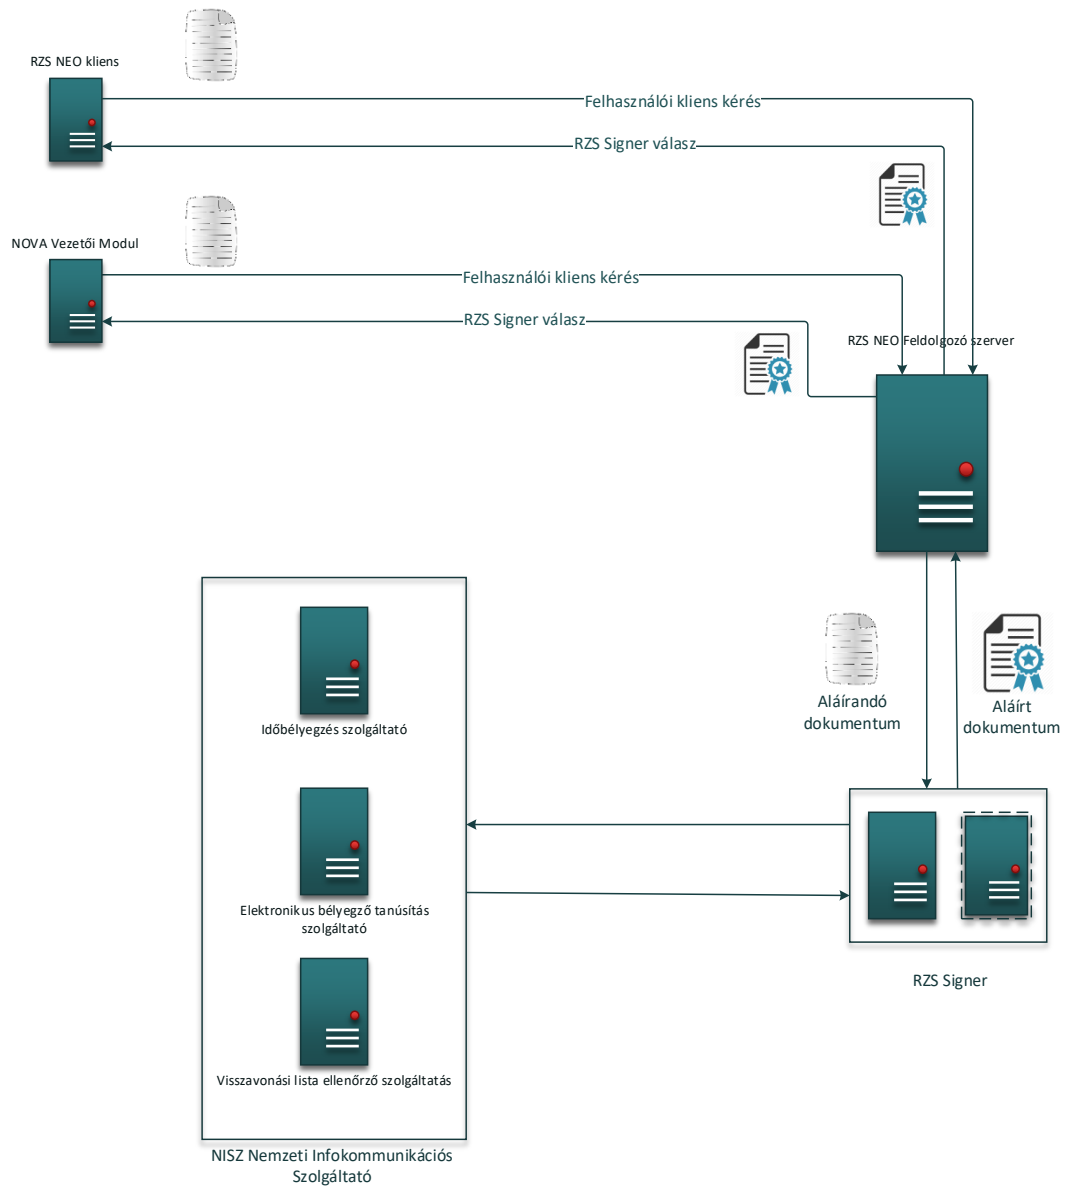 RZS NEO kliens
Felhasználói kliens kérés
RZS Signer válasz
NOVA Vezetői Modul
Felhasználói kliens kérés
RZS Signer válasz
RZS NEO Feldolgozó szerver
Aláírandó
dokumentum
Aláírt
dokumentum
Időbélyegzés szolgáltató
Elektronikus bélyegző tanúsítás
szolgáltató
RZS Signer
Visszavonási lista ellenőrző szolgáltatás
NISZ Nemzeti Infokommunikációs
Szolgáltató